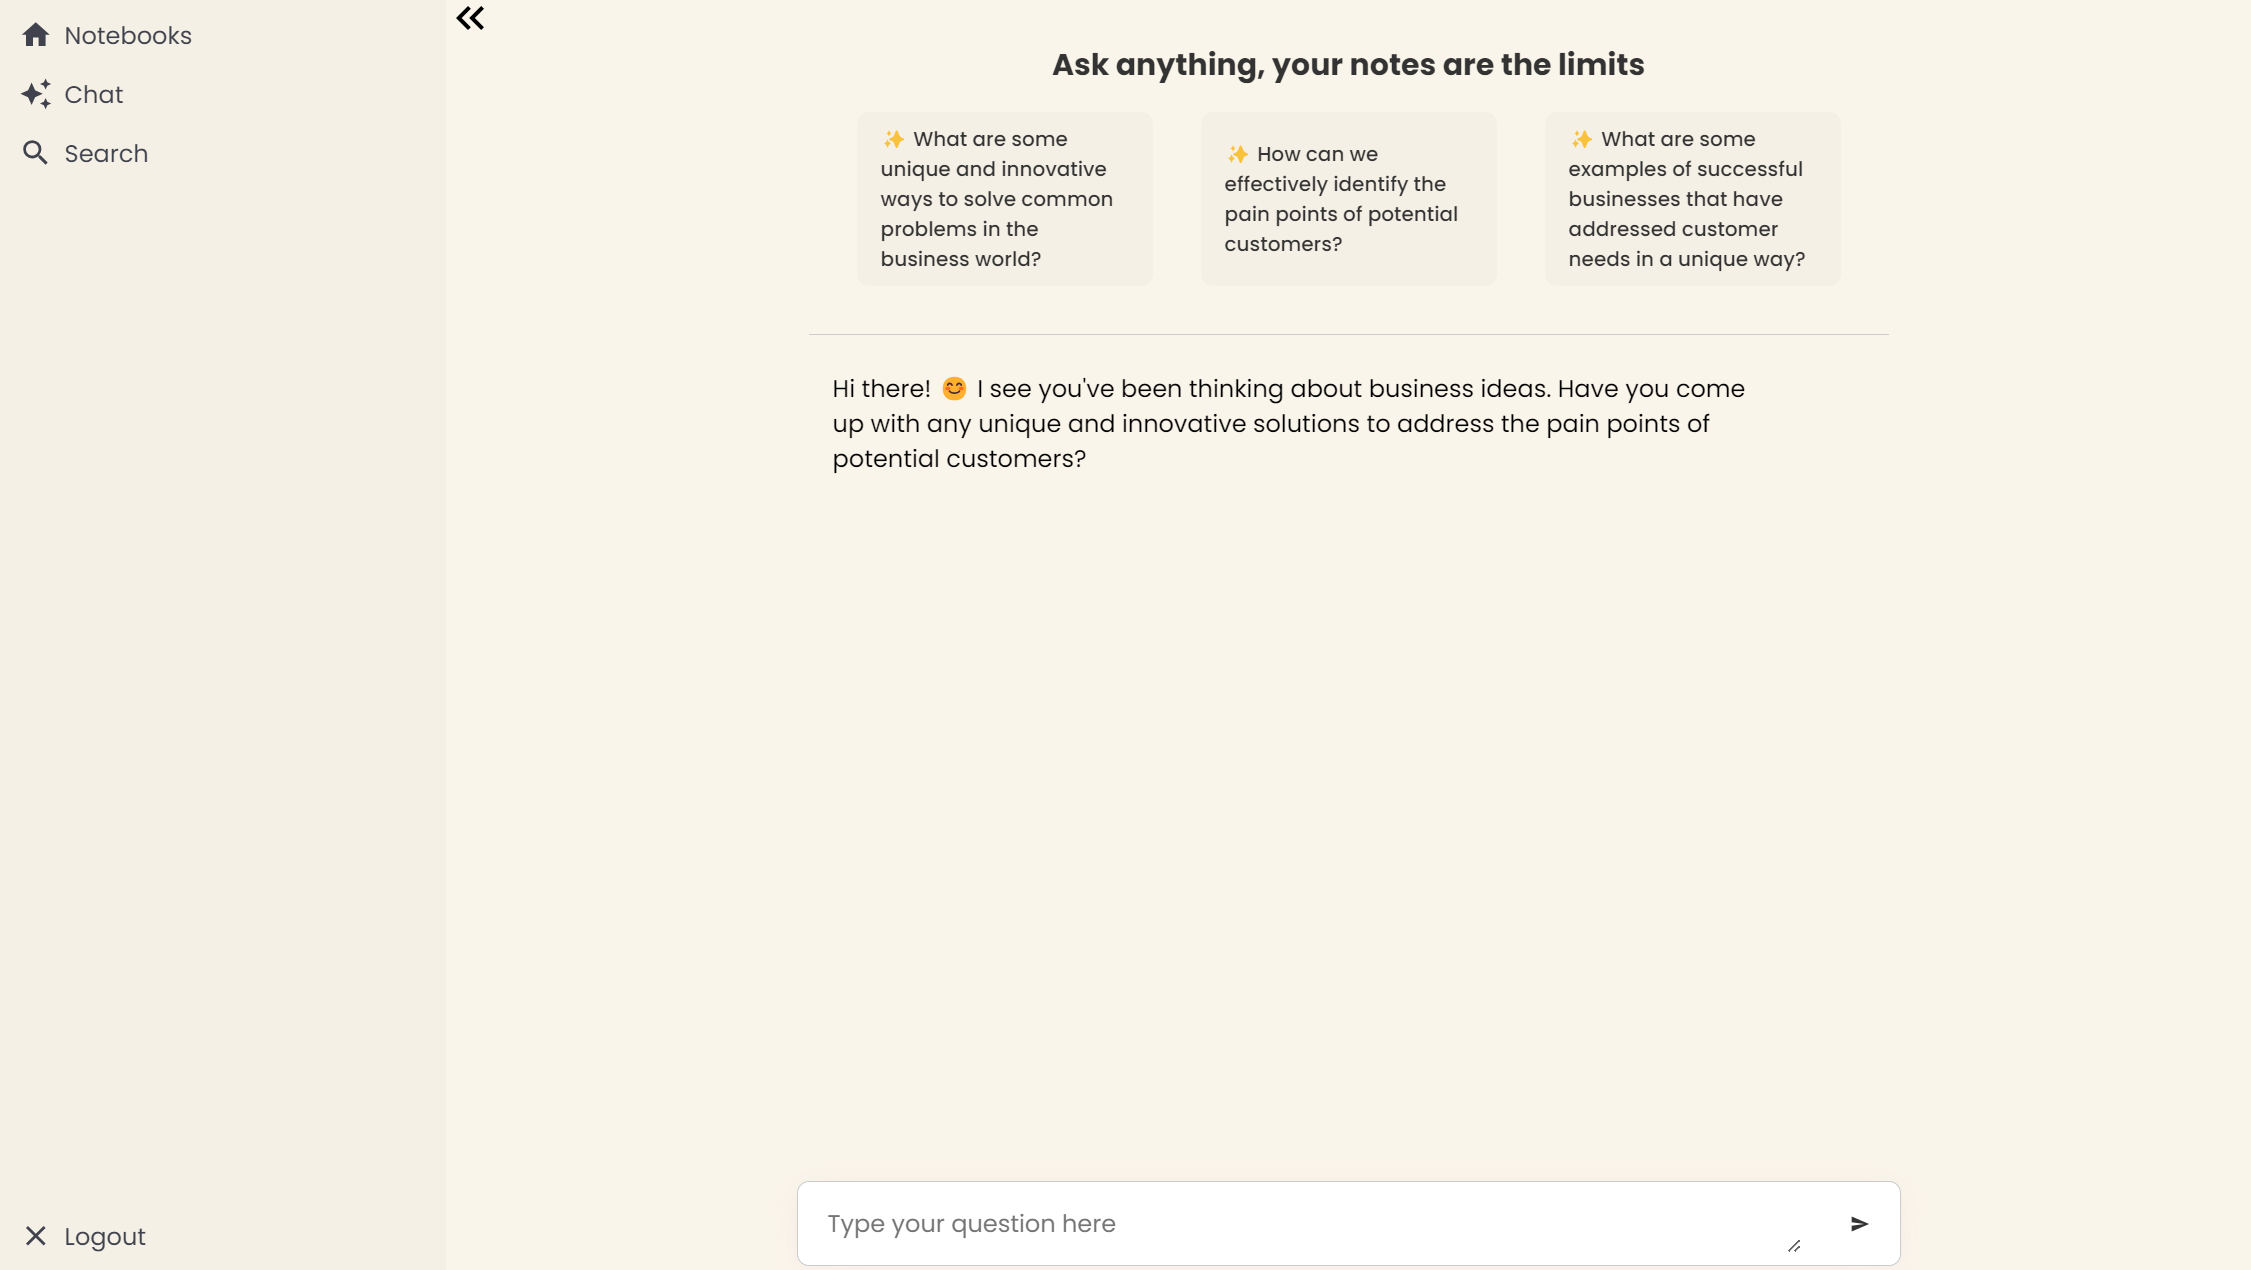 Notebooks
Chat
Search
Logout
Ask anything, your notes are the limits
✨ What are some
unique and innovative
ways to solve common
problems in the
business world?
✨ How can we
effectively identify the
pain points of potential
customers?
✨ What are some
examples of successful
businesses that have
addressed customer
needs in a unique way?
Hi there! 😊 I see you've been thinking about business ideas. Have you come
up with any unique and innovative solutions to address the pain points of
potential customers?
Type your question here